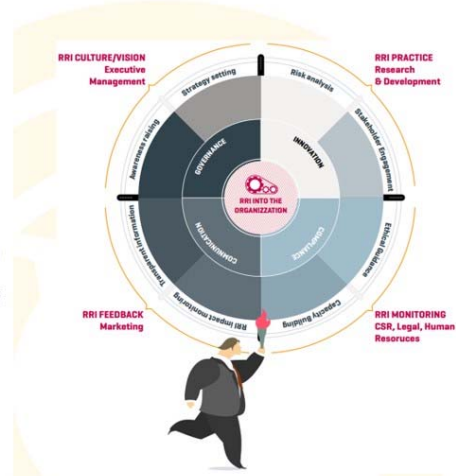 RRI CULTURE/VISION
Executive
Management
RRI PRACTICE
Research
& Development
Strategy setting
Risk analysis
Awareness raising
Stakeholder Engagement
GOVERNANCE
INNOVATION
RRI INTO THE
ORGANIZZATION
COMMUNICATION
COMPLIANCE
Transparent Information
Ethical Guidance
RRI Impact monitoring
Capacity Building
RRI FEEDBACK
Marketing
RRI MONITORING
CSR, Legal, Human
Resoruces